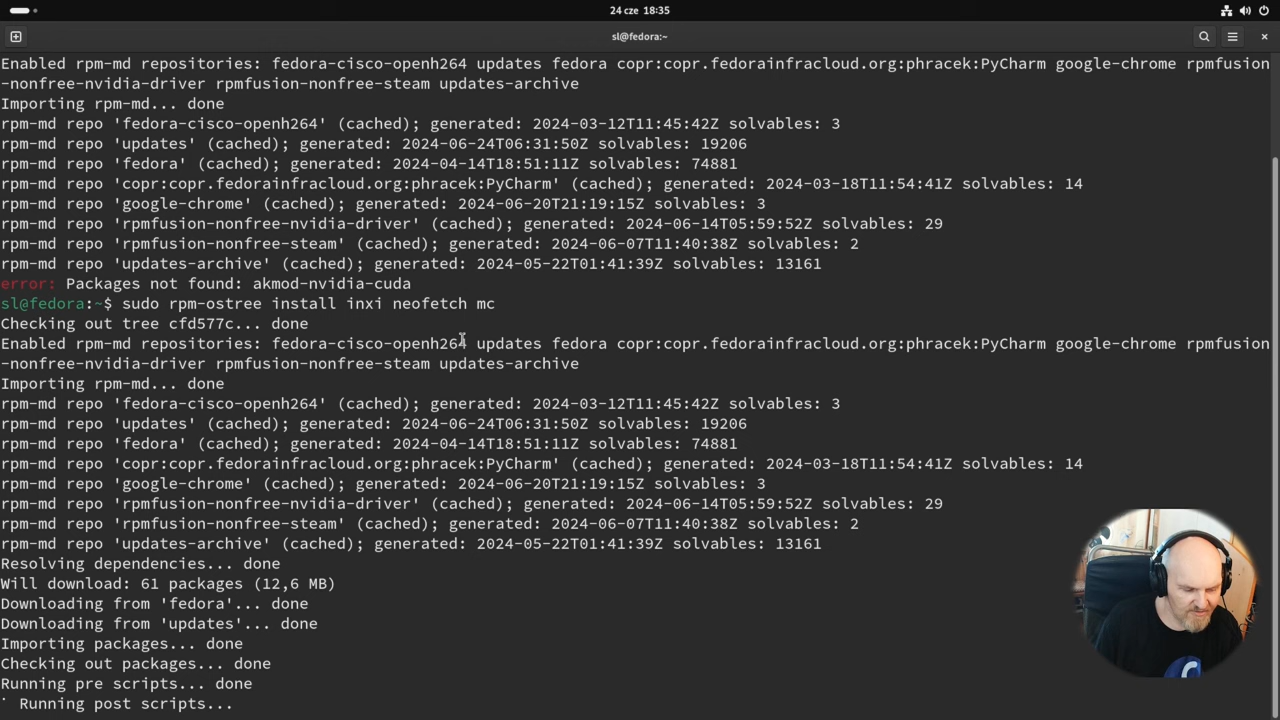 24 cze 18:35
sl@fedora:~
Enabled rpm-md repositories: fedora-cisco-openh264 updates fedora copr:copr.fedorainfracloud.org:phracek:PyCharm google-chrome rpmfusion
-nonfree-nvidia-driver rpmfusion-nonfree-steam updates-archive
Importing rpm-md... done
rpm-md repo 'fedora-cisco-openh264' (cached); generated: 2024-03-12T11:45:42Z solvables: 3
rpm-md repo 'updates' (cached); generated: 2024-06-24T06:31:50Z solvables: 19206
rpm-md repo 'fedora' (cached); generated: 2024-04-14T18:51:11Z solvables: 74881
rpm-md repo 'copr:copr.fedorainfracloud.org:phracek:PyCharm' (cached); generated: 2024-03-18T11:54:41Z solvables: 14
rpm-md repo 'google-chrome' (cached); generated: 2024-06-20T21:19:15Z solvables: 3
rpm-md repo 'rpmfusion-nonfree-nvidia-driver' (cached); generated: 2024-06-14T05:59:52Z solvables: 29
rpm-md repo 'rpmfusion-nonfree-steam' (cached); generated: 2024-06-07T11:40:38Z solvables: 2
rpm-md repo 'updates-archive' (cached); generated: 2024-05-22T01:41:39Z solvables: 13161
error: Packages not found: akmod-nvidia-cuda
sl@fedora:~$ sudo rpm-ostree install inxi neofetch mc
Checking out tree cfd577c... done
Enabled rpm-md repositories: fedora-cisco-openh264 updates fedora copr:copr.fedorainfracloud.org:phracek:PyCharm google-chrome rpmfusion
-nonfree-nvidia-driver rpmfusion-nonfree-steam updates-archive
Importing rpm-md... done
rpm-md repo 'fedora-cisco-openh264' (cached); generated: 2024-03-12T11:45:42Z solvables: 3
rpm-md repo 'updates' (cached); generated: 2024-06-24T06:31:50Z solvables: 19206
rpm-md repo 'fedora' (cached); generated: 2024-04-14T18:51:11Z solvables: 74881
rpm-md repo 'copr:copr.fedorainfracloud.org:phracek:PyCharm' (cached); generated: 2024-03-18T11:54:41Z solvables: 14
rpm-md repo 'google-chrome' (cached); generated: 2024-06-20T21:19:15Z solvables: 3
rpm-md repo 'rpmfusion-nonfree-nvidia-driver' (cached); generated: 2024-06-14T05:59:52Z solvables: 29
rpm-md repo 'rpmfusion-nonfree-steam' (cached); generated: 2024-06-07T11:40:38Z solvables: 2
rpm-md repo 'updates-archive' (cached); generated: 2024-05-22T01:41:39Z solvables: 13161
Resolving dependencies... done
Will download: 61 packages (12,6 MB)
Downloading from 'fedora'... done
Downloading from 'updates'... done
Importing packages... done
Checking out packages... done
Running pre scripts... done
Running post scripts...